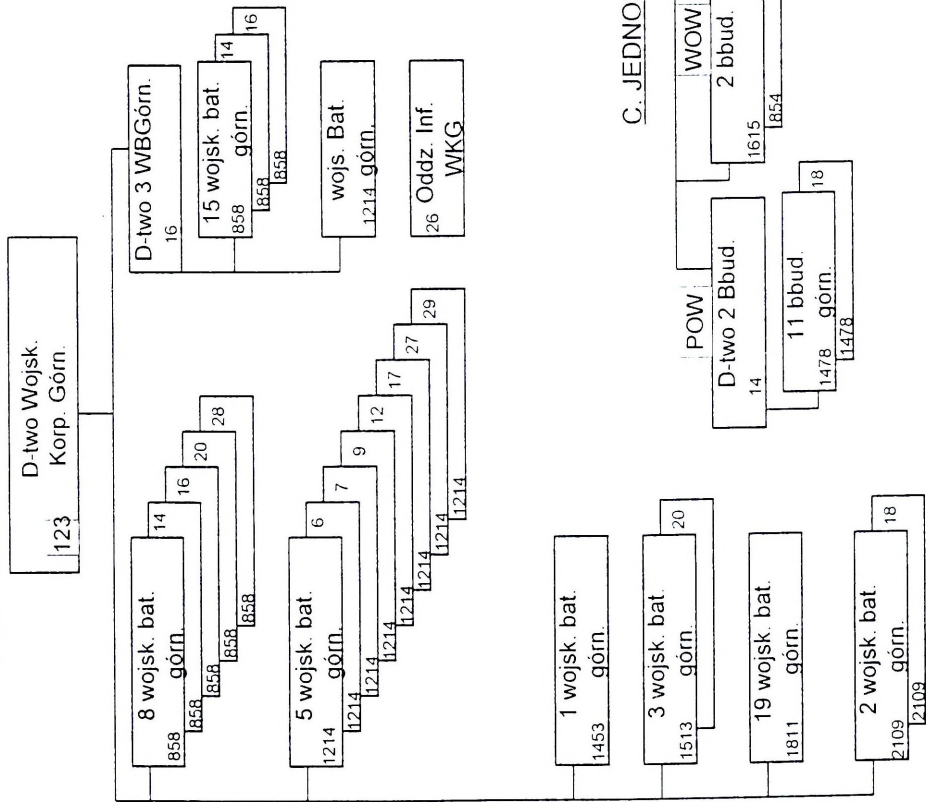 D-two Wojsk.
Korp. Górn.
123
8 wojsk. bat.
górn.
858
14
858
16
858
20
858
28
858
5 wojsk. bat.
górn.
1214
6
1214
7
1214
9
1214
12
1214
17
1214
27
1214
29
1214
1 wojsk. bat.
górn.
1453
3 wojsk. bat.
górn.
1513
20
19 wojsk. bat.
górn.
1811
2 wojsk. bat.
górn.
2109
18
2109
D-two 3 WBGórn.
16
15 wojsk. bat.
górn.
858
14
858
16
858
wojs. Bat.
1214 górn.
26 Oddz. Inf.
WKG
C. JEDNO
POW
D-two 2 Bbud.
14
11 bbud.
górn.
1478
18
1478
WOW
2 bbud.
1615
854